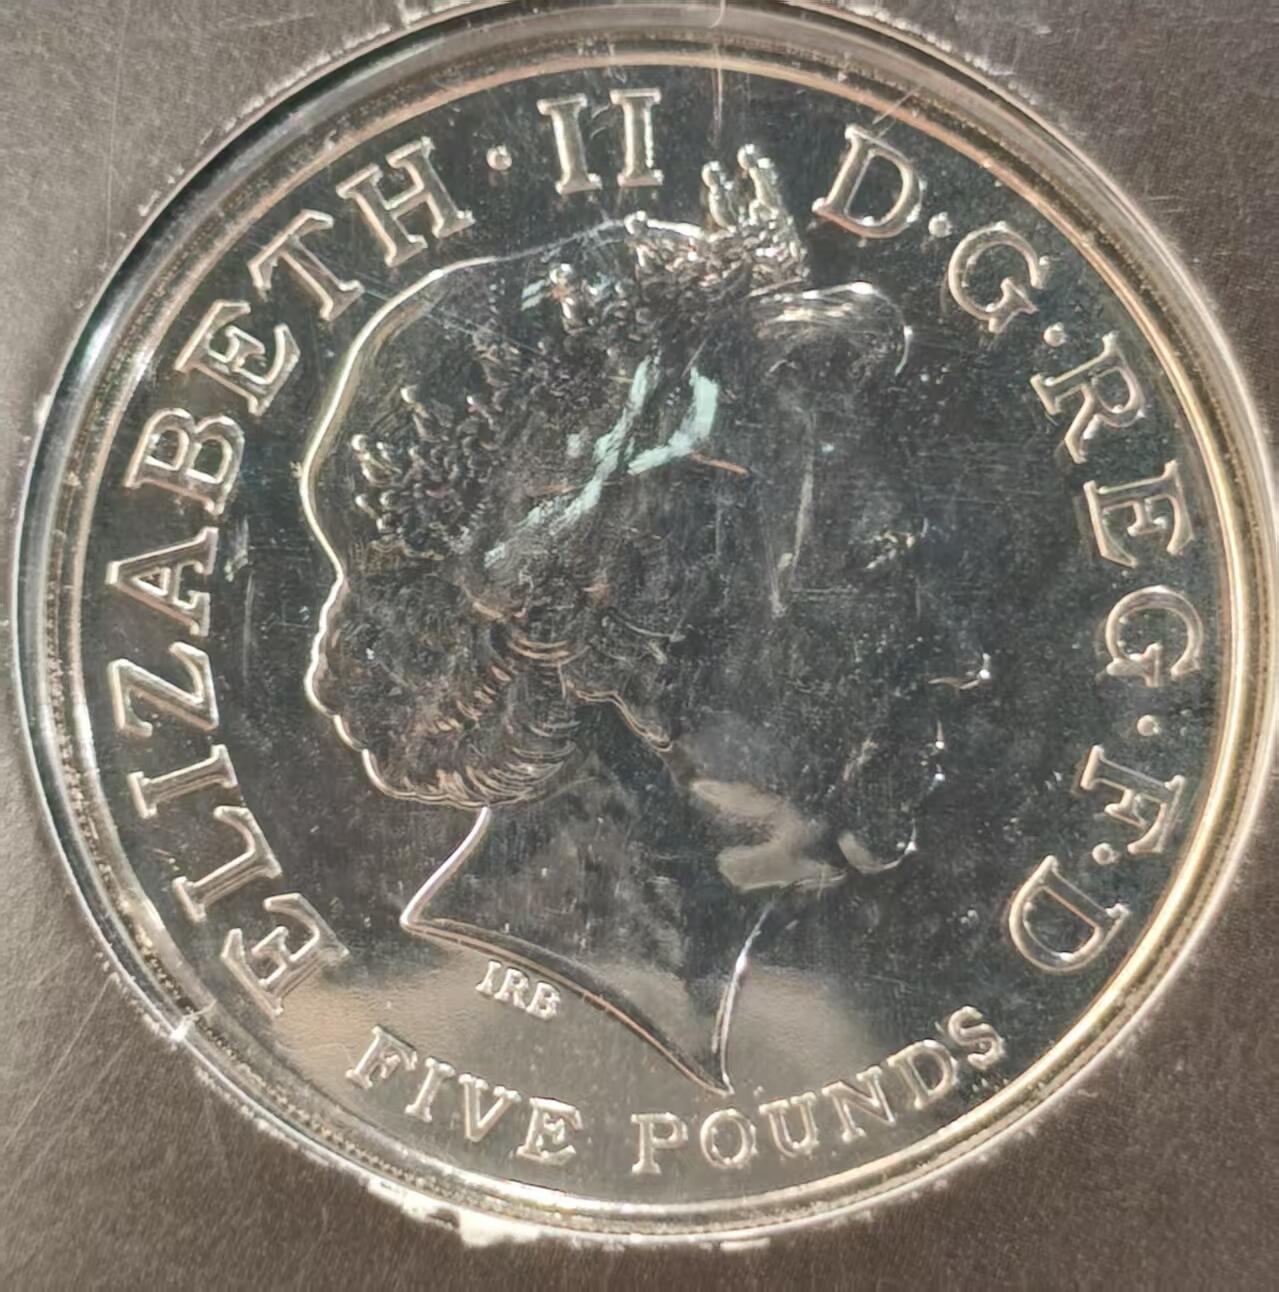 ELIZABETH · II D · G · REG · F · D
IRB
FIVE POUNDS